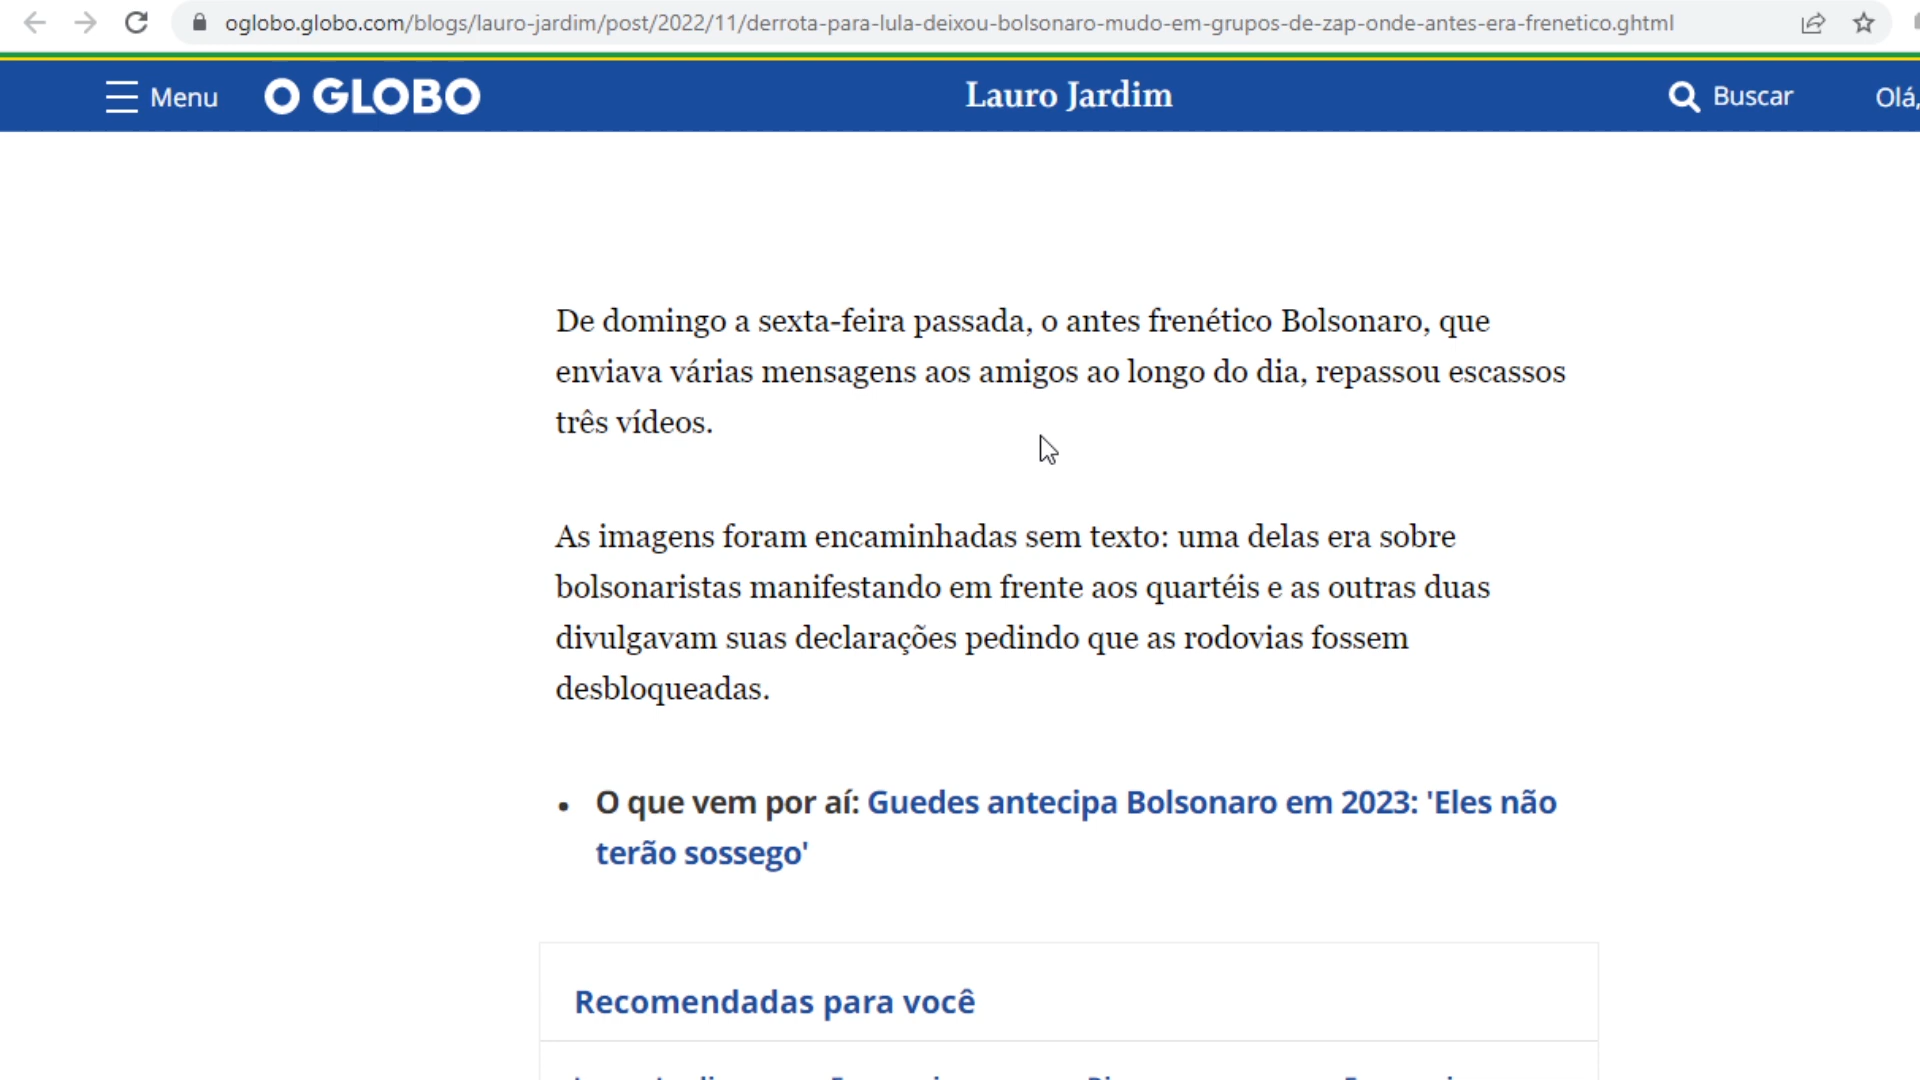 oglobo.globo.com/blogs/lauro-jardim/post/2022/11/derrota-para-lula-deixou-bolsonaro-mudo-em-grupos-de-zap-onde-antes-era-frenetico.ghtml
Menu O GLOBO Lauro Jardim Buscar Olá,
De domingo a sexta-feira passada, o antes frenético Bolsonaro, que
enviava várias mensagens aos amigos ao longo do dia, repassou escassos
três vídeos.
As imagens foram encaminhadas sem texto: uma delas era sobre
bolsonaristas manifestando em frente aos quartéis e as outras duas
divulgavam suas declarações pedindo que as rodovias fossem
desbloqueadas.
• O que vem por aí: Guedes antecipa Bolsonaro em 2023: 'Eles não
terão sossego'
Recomendadas para você